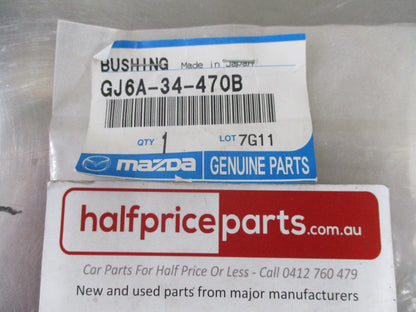 BUSHING Made in Japan
GJ6A-34-470B
QTY 1 LOT 7G11
mazda GENUINE PARTS
halfpriceparts.com.au
Car Parts For Half Price Or Less - Call 0412 760 479
New and used parts from major manufacturers